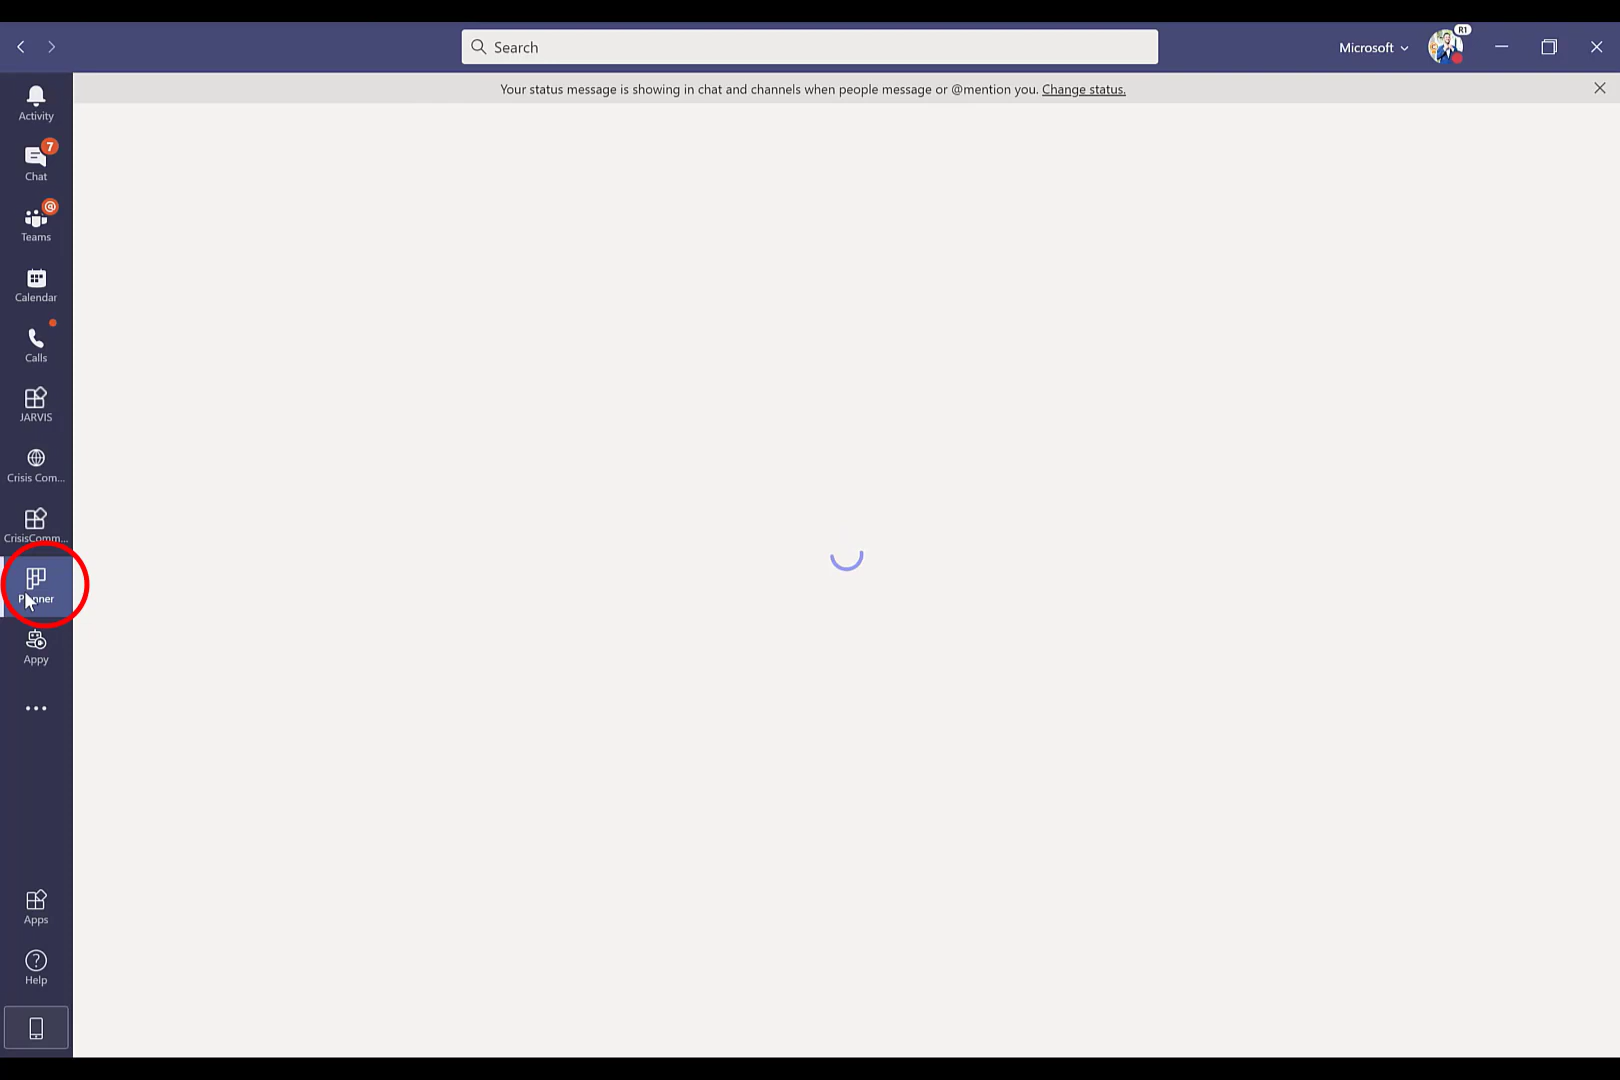 Search
Microsoft
R1
Your status message is showing in chat and channels when people message or @mention you. Change status.
Activity
7
Chat
@
Teams
Calendar
Calls
JARVIS
Crisis Com...
CrisisComm...
Appy
Apps
? 
Help